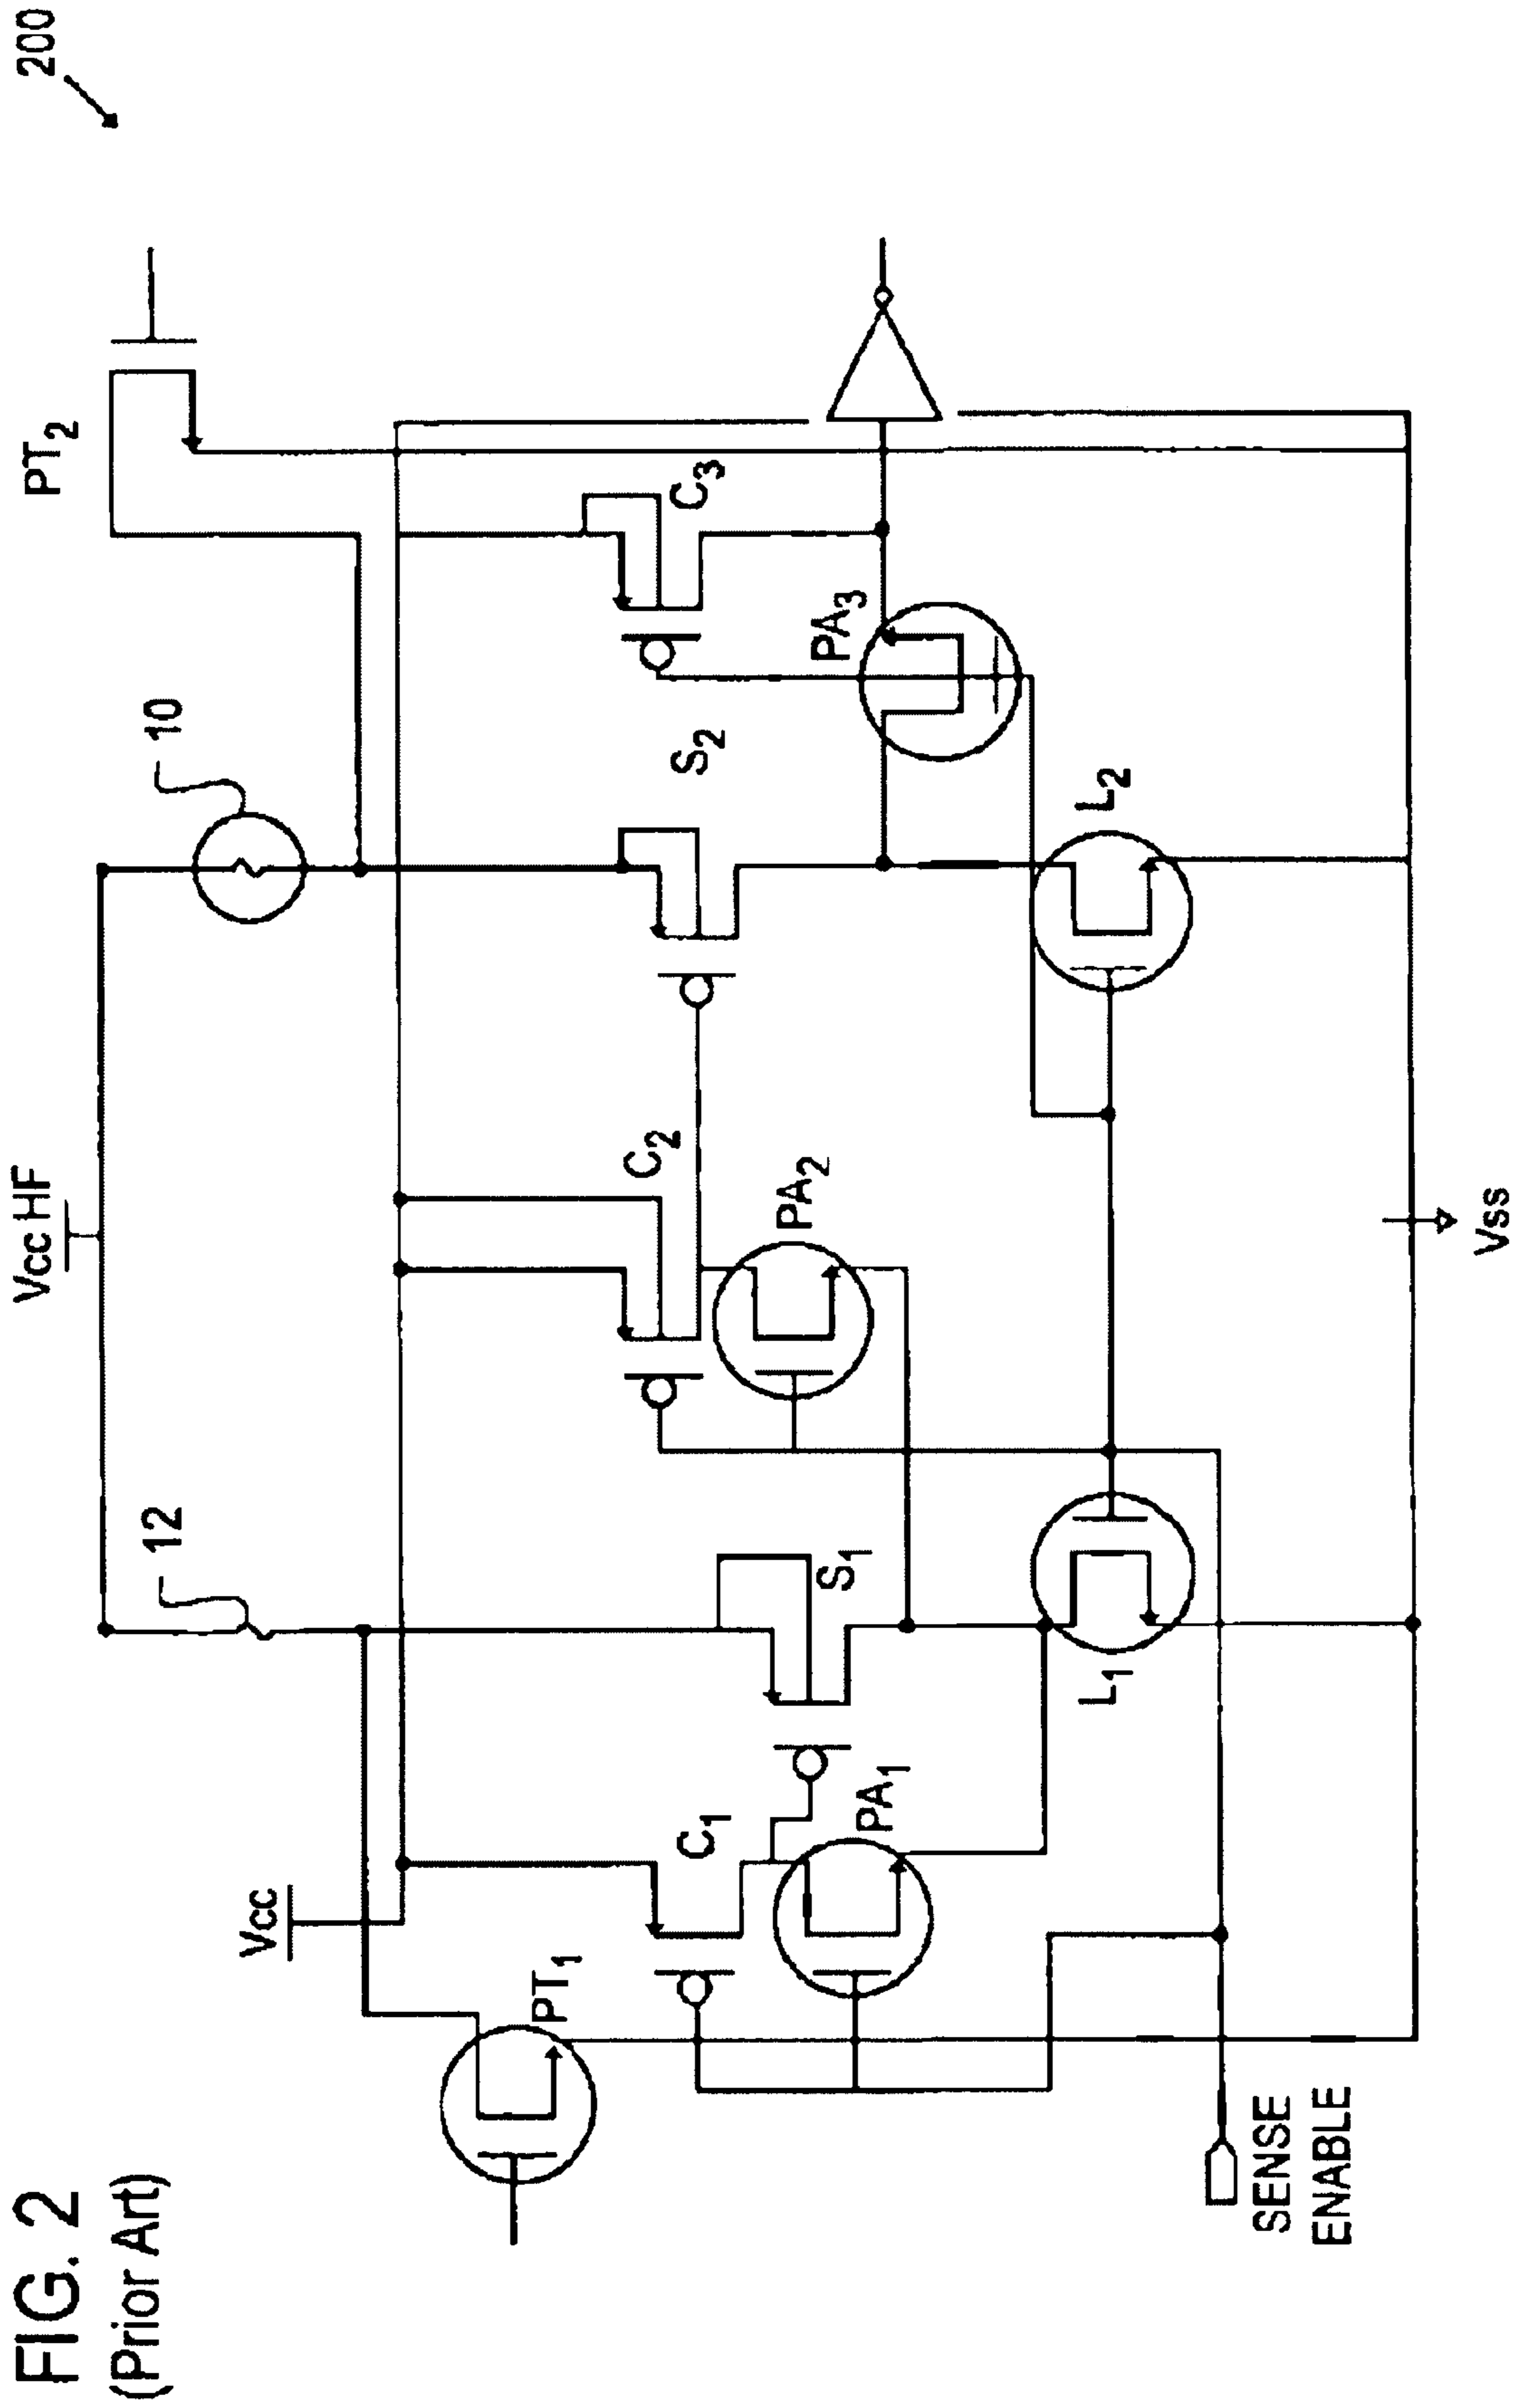 FIG. 2
(Prior Art)
200
Vcc HF
PT2
10
12
Vcc
C3
S2
PA3
C2
PA2
S1
C1
PA1
PT1
L2
L1
SENSE
ENABLE
Vss